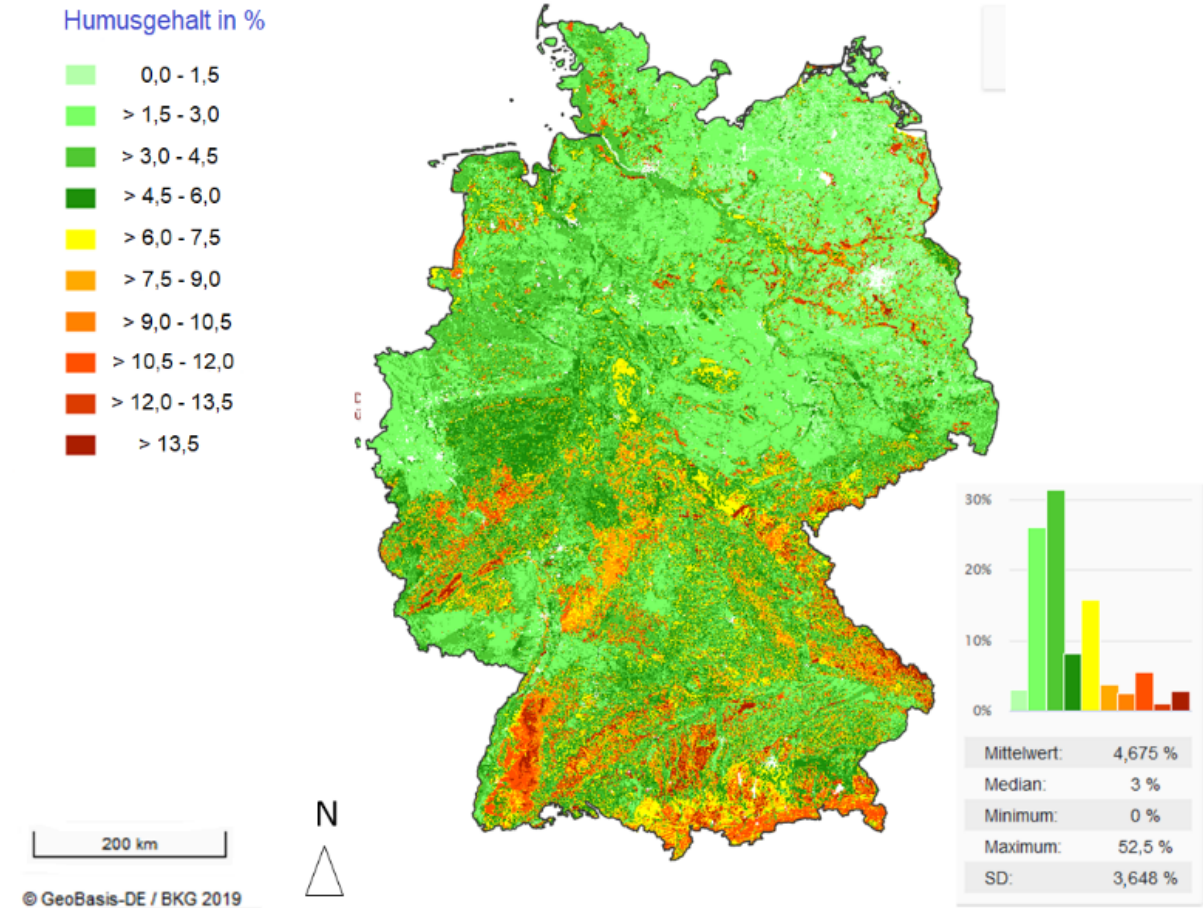 Humusgehalt in %
0,0 - 1,5
> 1,5 - 3,0
> 3,0 - 4,5
> 4,5 - 6,0
> 6,0 - 7,5
> 7,5 - 9,0
> 9,0 - 10,5
> 10,5 - 12,0
> 12,0 - 13,5
> 13,5
30%
20%
10%
0%
Mittelwert: 4,675 %
Median: 3 %
Minimum: 0 %
Maximum: 52,5 %
SD: 3,648 %
N
200 km
© GeoBasis-DE / BKG 2019